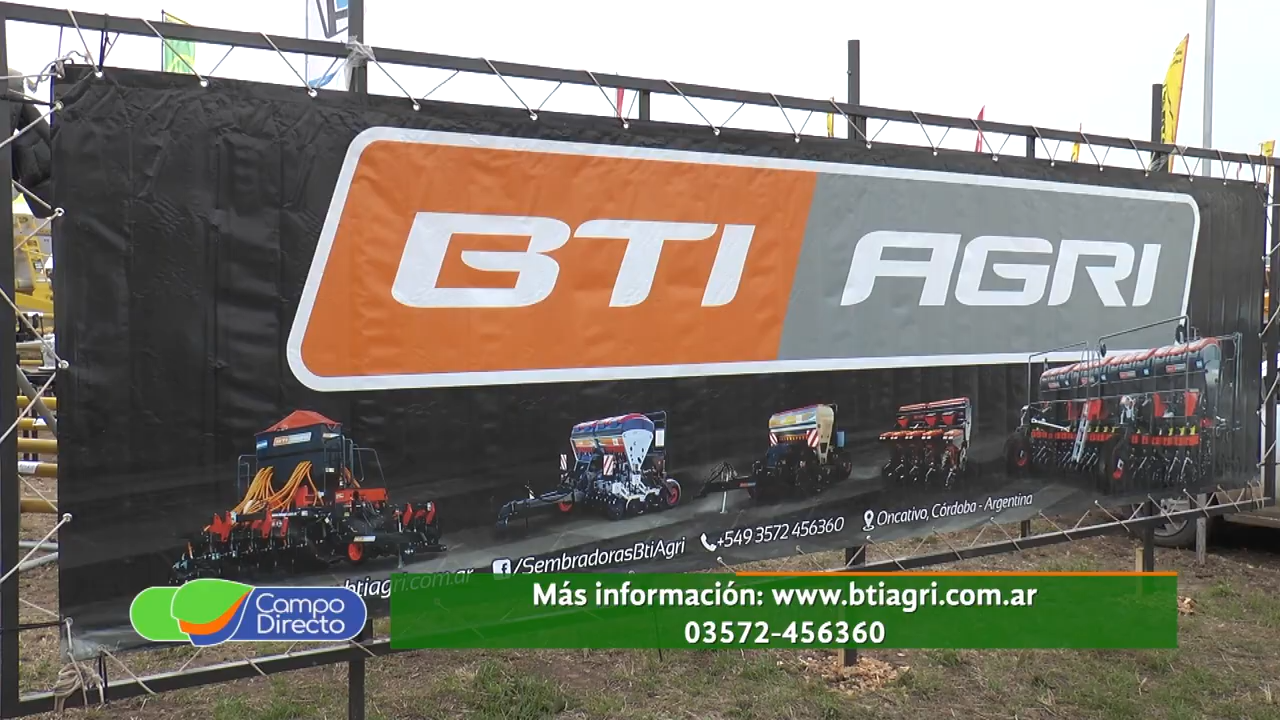 BTI AGRI
btiagri.com.ar
/SembradorasBtiAgri
+549 3572 456360
Oncativo, Córdoba - Argentina
Campo
Directo
Más información: www.btiagri.com.ar
03572-456360